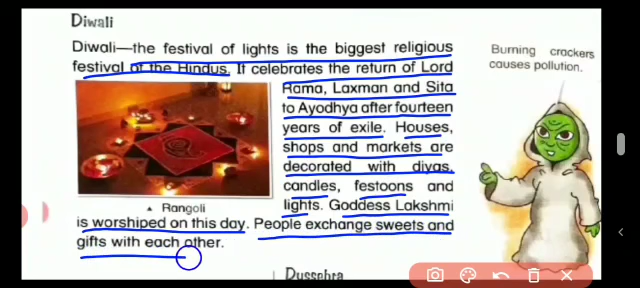 Diwali
Diwali—the festival of lights is the biggest religious
festival of the Hindus. It celebrates the return of Lord
Rama, Laxman and Sita
to Ayodhya after fourteen
years of exile. Houses,
shops and markets are
decorated with diyas,
candles, festoons and
lights. Goddess Lakshmi
▲ Rangoli
is worshiped on this day. People exchange sweets and
gifts with each other.
Burning crackers
causes pollution.
Dussehra